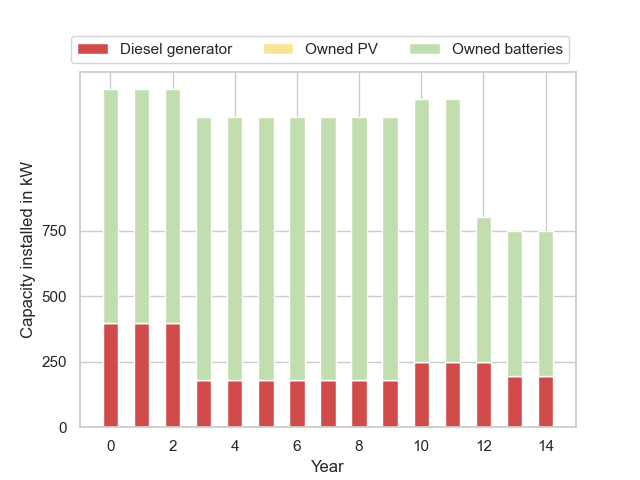 Diesel generator Owned PV Owned batteries
Capacity installed in kW
750
500
250
0
0 2 4 6 8 10 12 14
Year